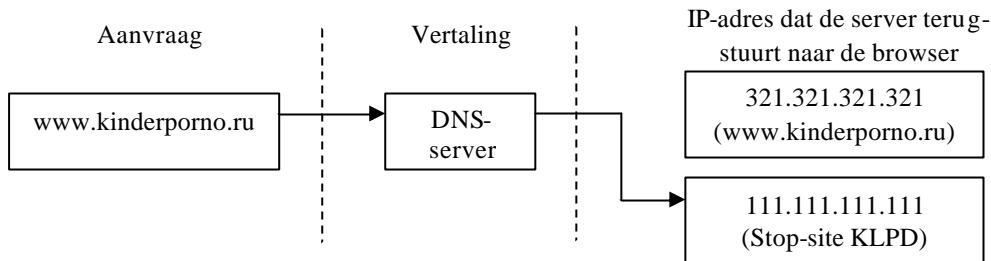 Aanvraag
Vertaling
IP-adres dat de server terug-
stuurt naar de browser
www.kinderporno.ru
DNS-
server
321.321.321.321
(www.kinderporno.ru)
111.111.111.111
(Stop-site KLPD)